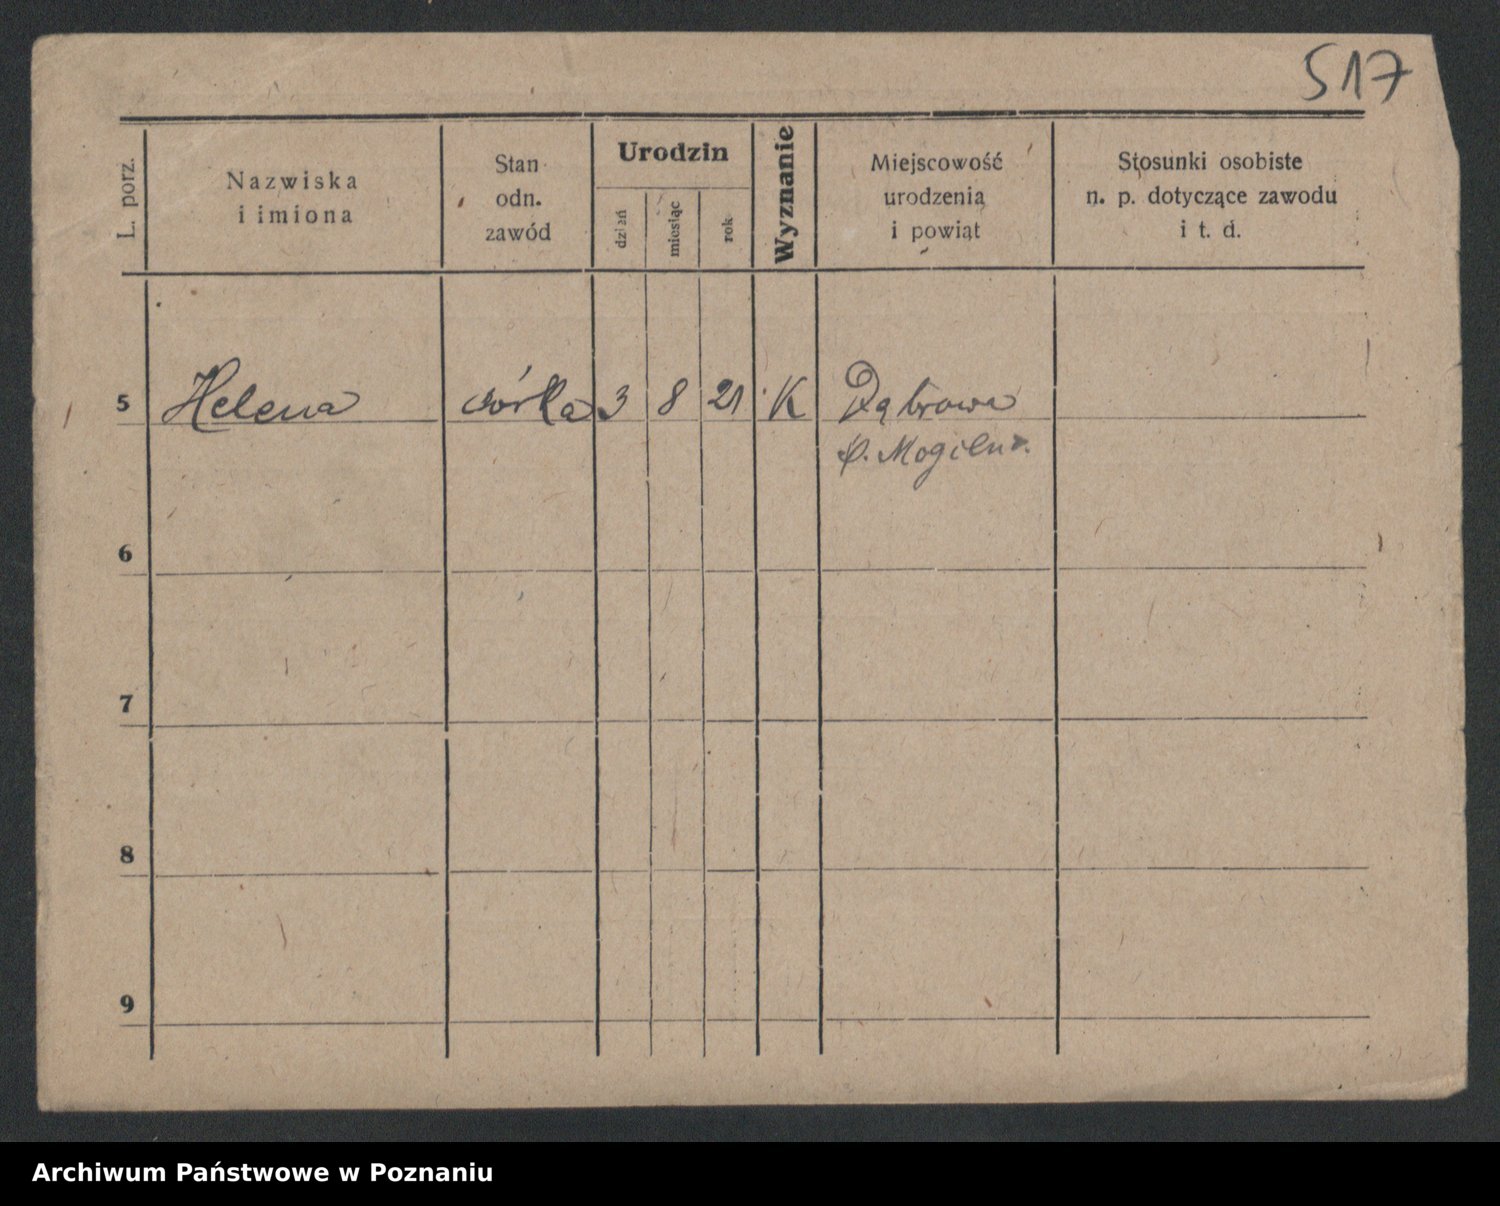 517
L. porz.
Nazwiska
i imiona
Stan
odn.
zawód
Urodzin
dzień
miesiąc
rok
Wyznanie
Miejscowość
urodzenia
i powiąt
Stosunki osobiste
n. p. dotyczące zawodu
i t. d.
5 Helena córka 3 8 21 K Dąbrowa
p. Mogilno.
6
7
8
9
Archiwum Państwowe w Poznaniu